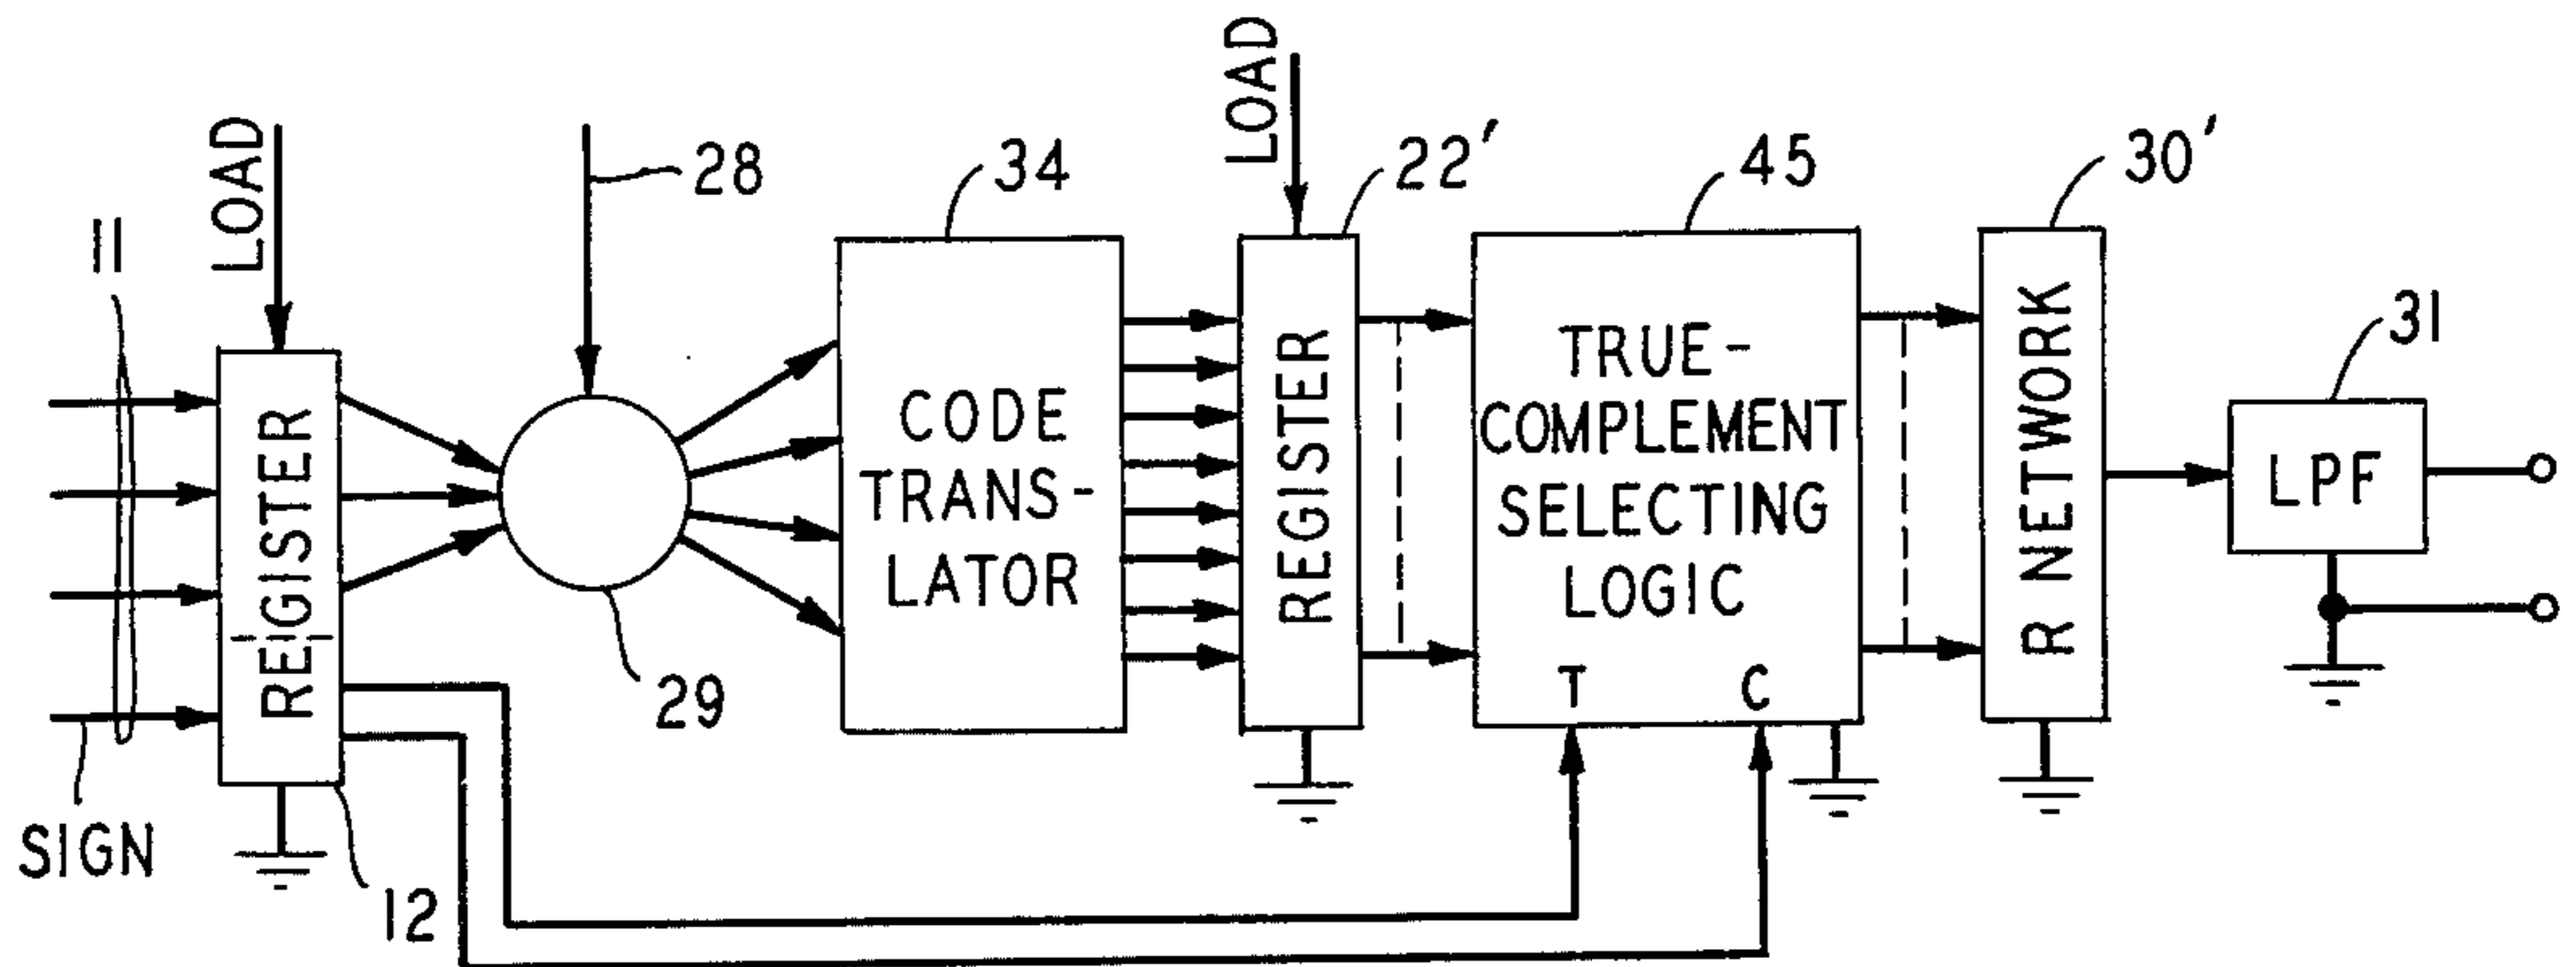 LOAD
LOAD
28
34
22'
45
30'
11
31
REGISTER
CODE
TRANS-
LATOR
REGISTER
TRUE-
COMPLEMENT
SELECTING
LOGIC
T
C
R NETWORK
LPF
29
SIGN
12